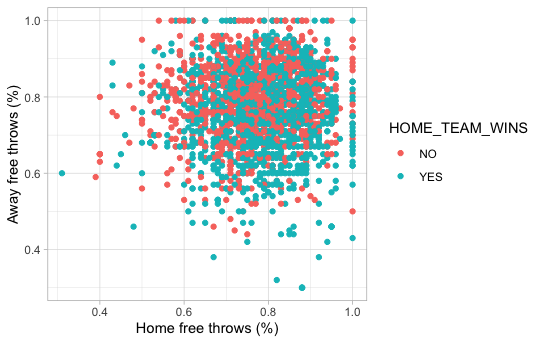 1.0
0.8
0.6
0.4
Away free throws (%)
0.4 0.6 0.8 1.0
Home free throws (%)
HOME_TEAM_WINS
NO
YES